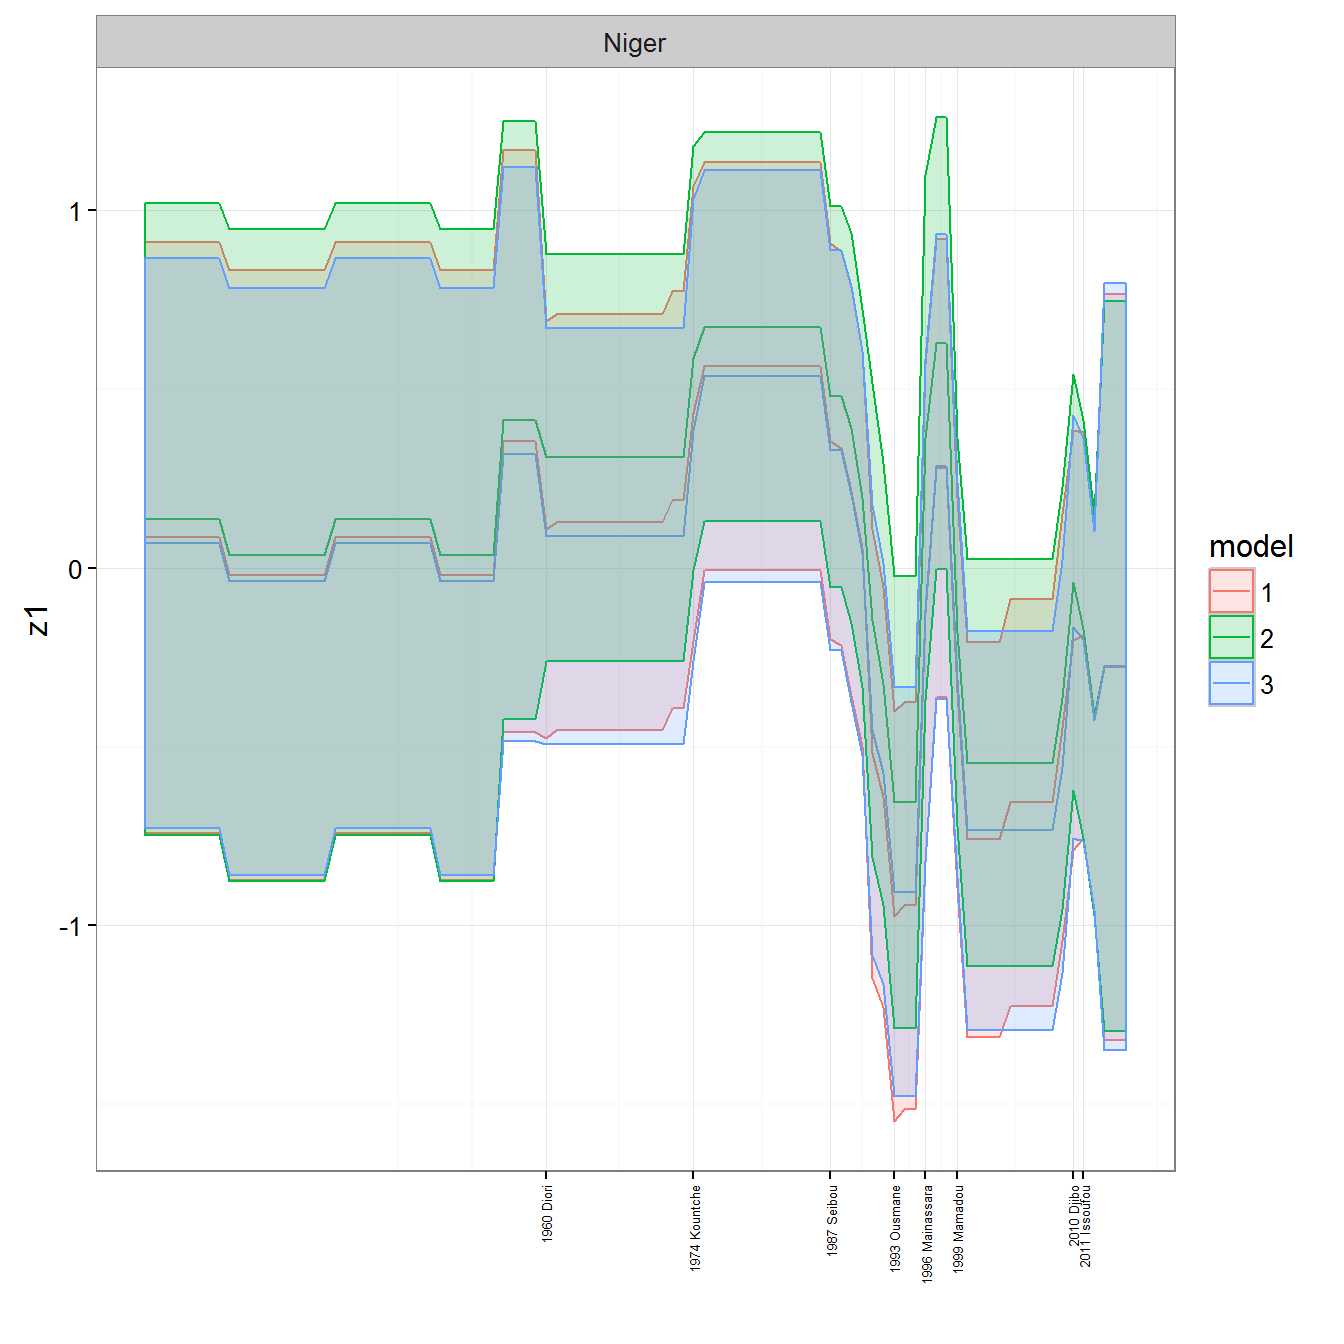 Niger
1
0
-1
z1
model
1
2
3
1960 Diori
1974 Kountche
1987 Seibou
1993 Ousmane
1996 Mainassara
1999 Mamadou
2010 Djibo
2011 Issoufou